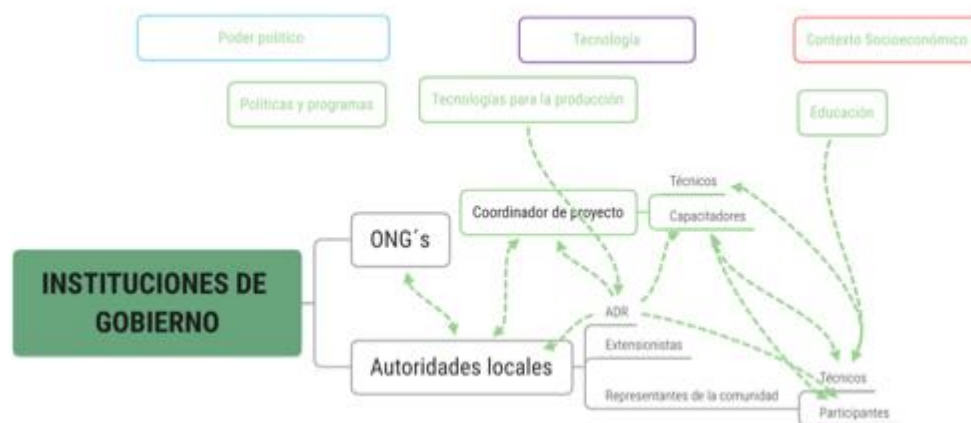 Poder político
Tecnología
Contexto Socioeconómico
Políticas y programas
Tecnologías para la producción
Educación
Técnicos
Coordinador de proyecto
Capacitadores
ONG´s
INSTITUCIONES DE
GOBIERNO
ADR
Extensionistas
Autoridades locales
Técnicos
Representantes de la comunidad
Participantes